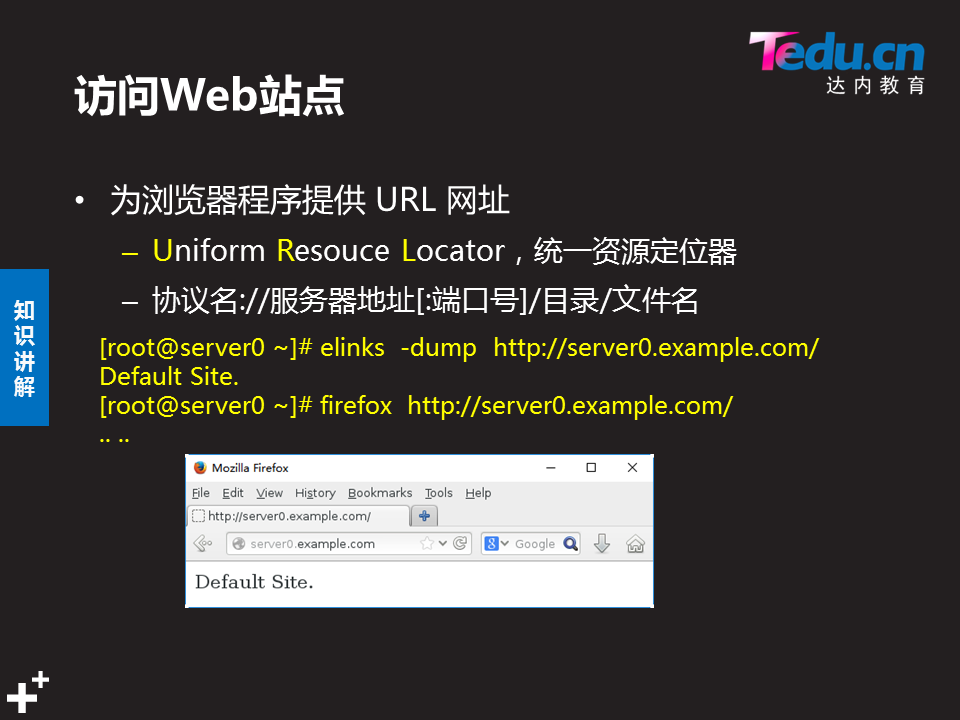 Tedu.cn
达内教育
访问Web站点
• 为浏览器程序提供 URL 网址
– Uniform Resouce Locator，统一资源定位器
– 协议名://服务器地址[:端口号]/目录/文件名
知识讲解
[root@server0 ~]# elinks -dump http://server0.example.com/
Default Site.
[root@server0 ~]# firefox http://server0.example.com/
.. ..
Mozilla Firefox
File Edit View History Bookmarks Tools Help
http://server0.example.com/
server0.example.com
Google
Default Site.